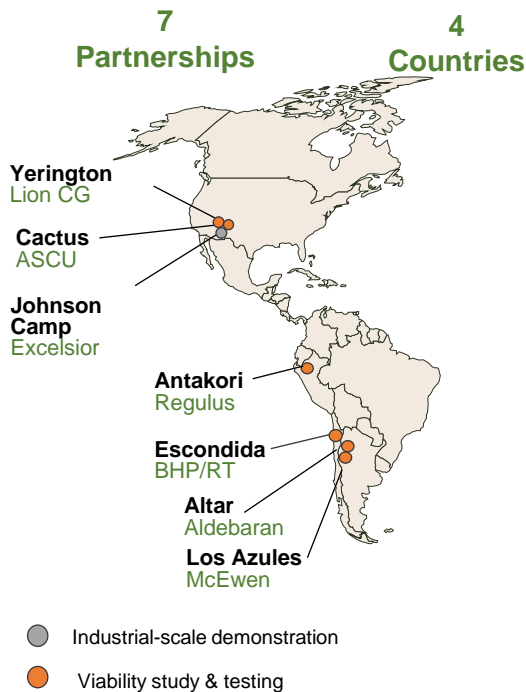 7
Partnerships
4
Countries
Yerington
Lion CG
Cactus
ASCU
Johnson
Camp
Excelsior
Antakori
Regulus
Escondida
BHP/RT
Altar
Aldebaran
Los Azules
McEwen
Industrial-scale demonstration
Viability study & testing